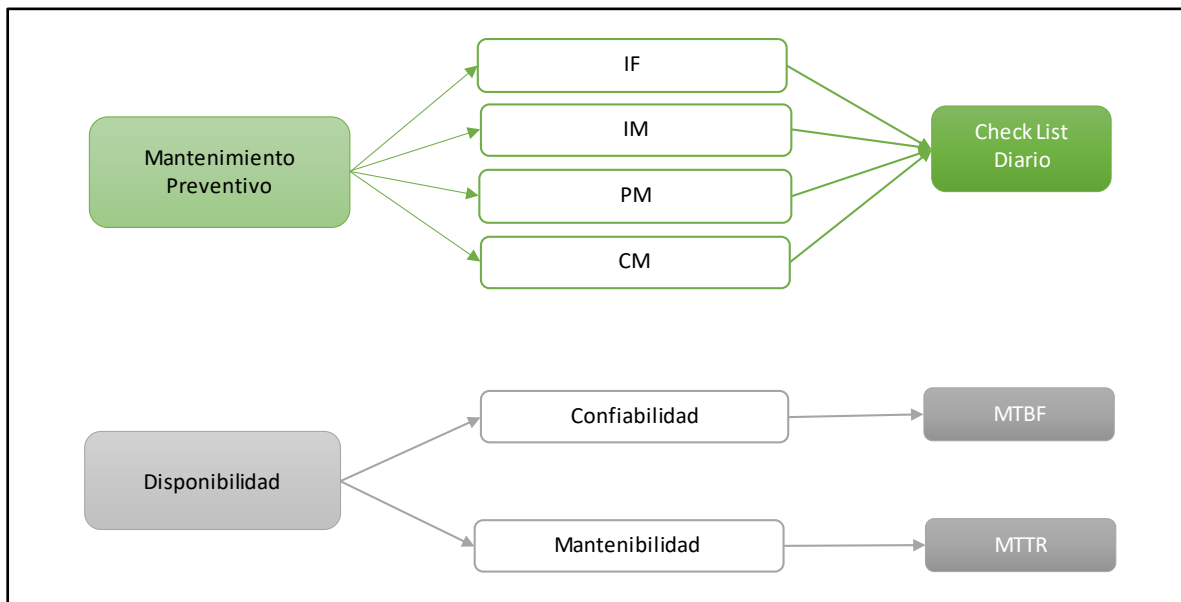 Mantenimiento
Preventivo
IF
IM
PM
CM
Check List
Diario
Disponibilidad
Confiabilidad
Mantenibilidad
MTBF
MTTR